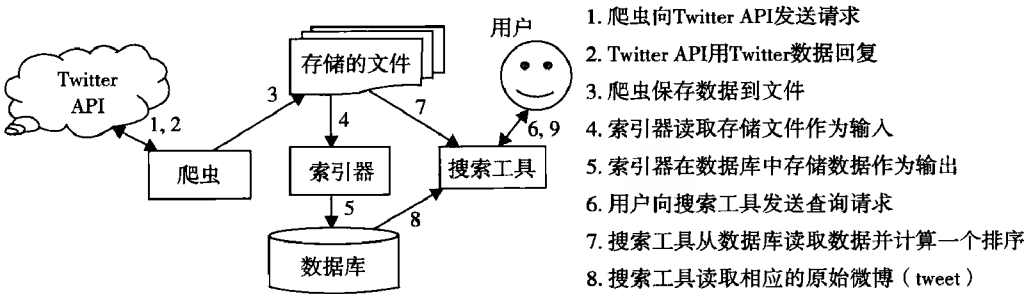 用户
存储的文件
Twitter
API
3
4
7
1, 2
6, 9
爬虫
索引器
搜索工具
5
8
数据库
1. 爬虫向Twitter API发送请求
2. Twitter API用Twitter数据回复
3. 爬虫保存数据到文件
4. 索引器读取存储文件作为输入
5. 索引器在数据库中存储数据作为输出
6. 用户向搜索工具发送查询请求
7. 搜索工具从数据库读取数据并计算一个排序
8. 搜索工具读取相应的原始微博（tweet）